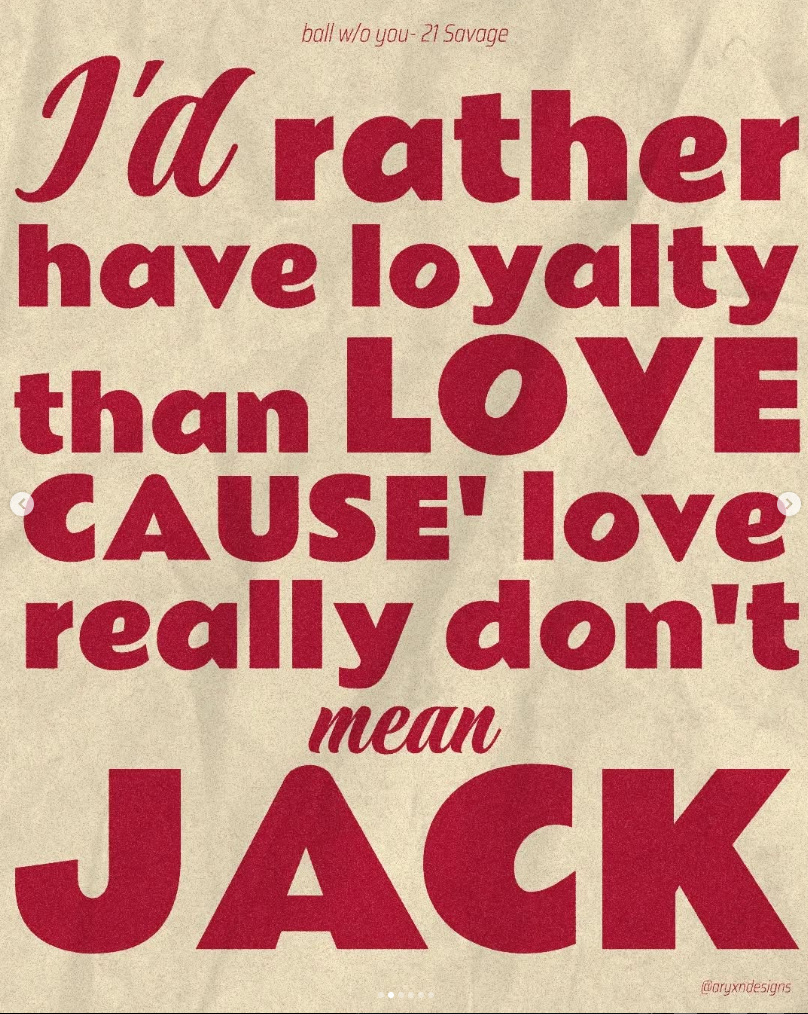 ball w/o you- 21 Savage
I'd rather
have loyalty
than LOVE
CAUSE' love
really don't
mean
JACK
@aryxndesigns